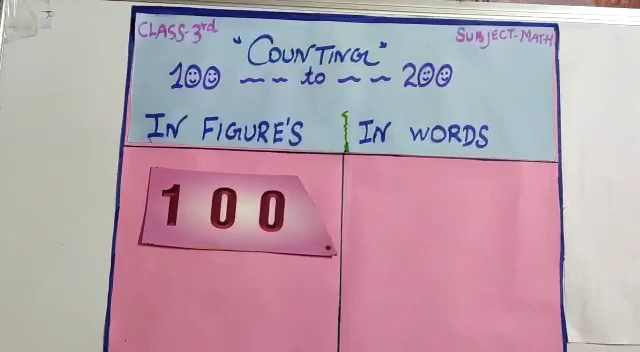 CLASS-3rd
SUBJECT-MATH
"COUNTING"
100 ~ ~ to ~ ~ 200
IN FIGURE'S
IN WORDS
100